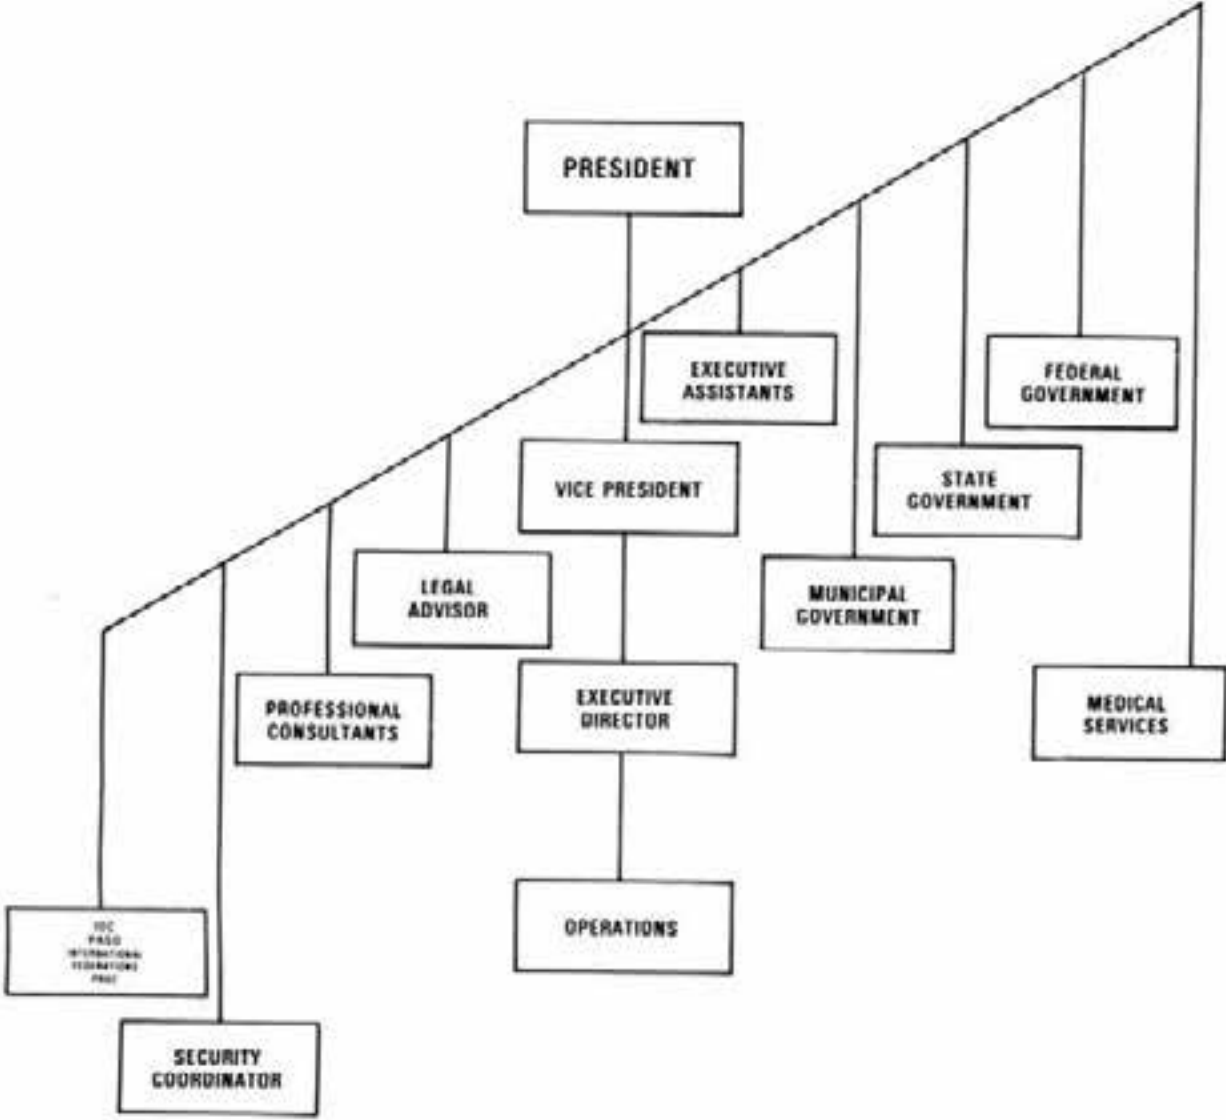 PRESIDENT
EXECUTIVE
ASSISTANTS
FEDERAL
GOVERNMENT
VICE PRESIDENT
STATE
GOVERNMENT
LEGAL
ADVISOR
MUNICIPAL
GOVERNMENT
PROFESSIONAL
CONSULTANTS
EXECUTIVE
DIRECTOR
MEDICAL
SERVICES
OPERATIONS
IOC
PASO
INTERNATIONAL
FEDERATIONS
SECURITY
COORDINATOR